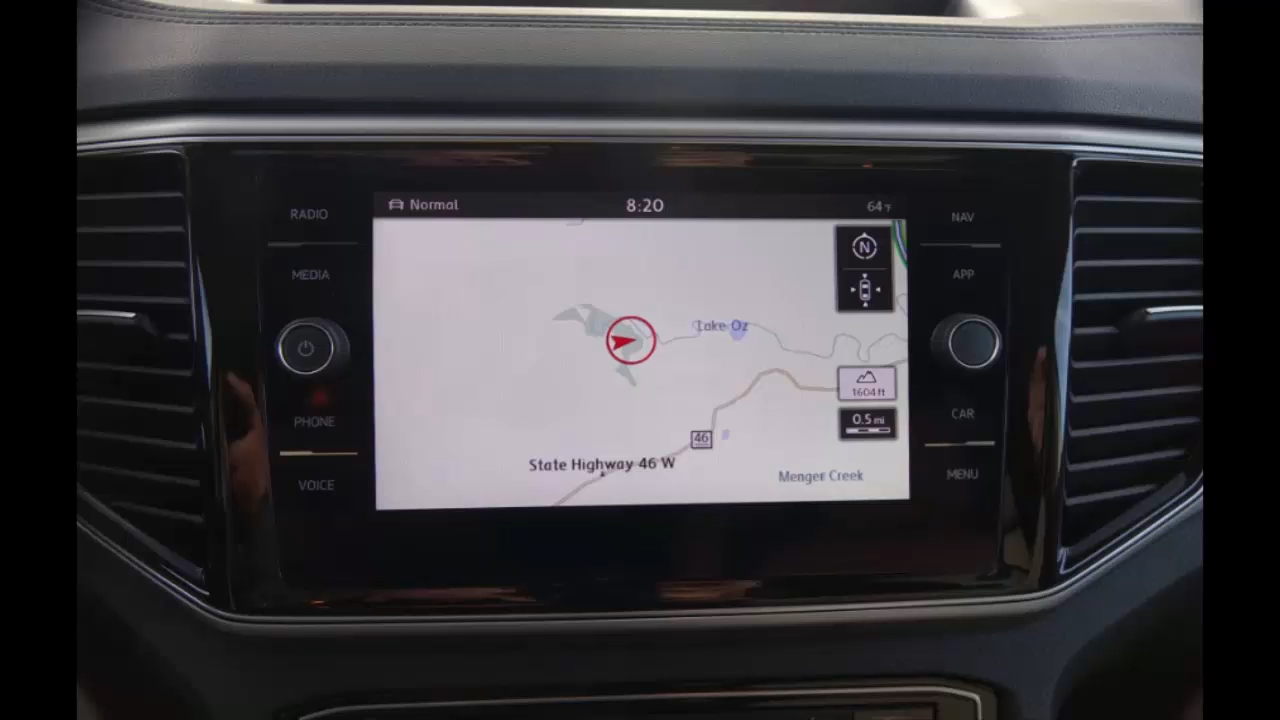 Normal
8:20
64°F
RADIO
MEDIA
PHONE
VOICE
NAV
APP
CAR
MENU
N
Lake Oz
1604 ft
0.5 mi
46
State Highway 46 W
Menger Creek